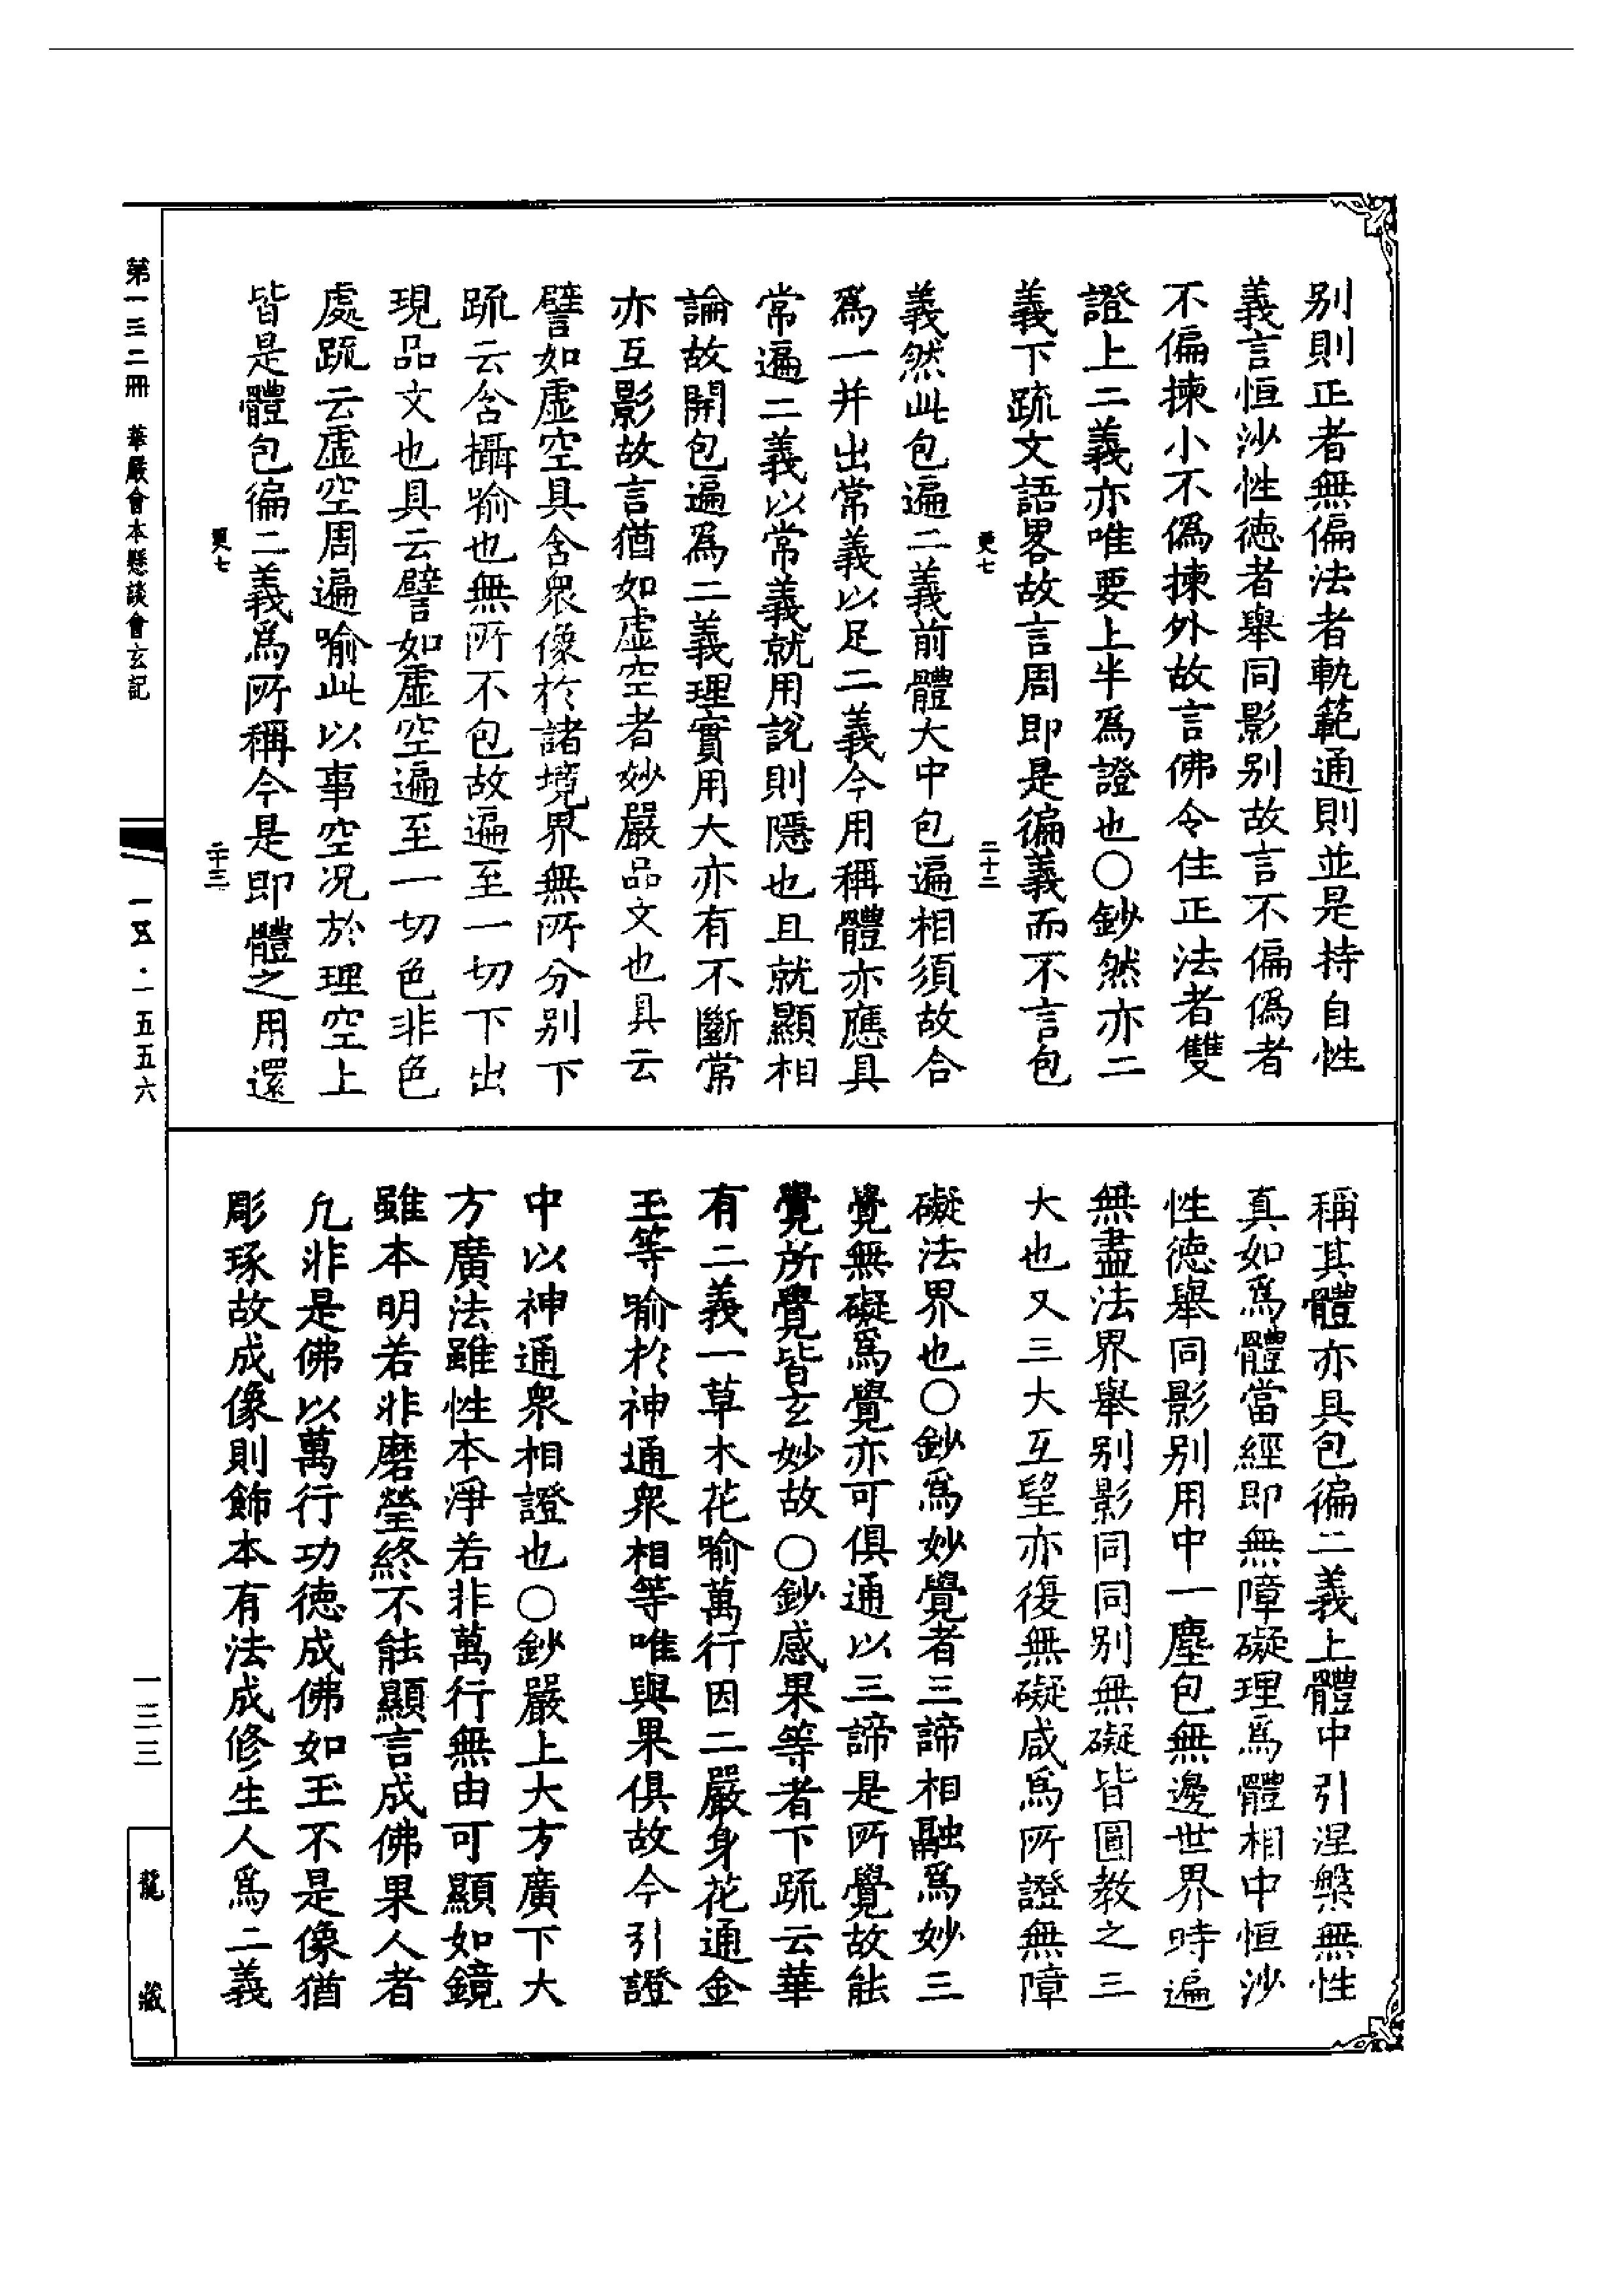 別則正者無偏法者軌範通則並是持自性
義言恒沙性德者舉同影别故言不偏僞者
不偏揀小不僞揀外故言佛令住正法者雙
證上二義亦唯要上半爲證也〇鈔然亦二
義下䟽文語畧故言周即是徧義而不言包
更七
二十二
義然此包遍二義前體大中包遍相須故合
爲一并出常義以足二義今用稱體亦應具
常遍二義以常義就用說則隱也且就顯相
論故開包遍爲二義理實用大亦有不斷常
亦互影故言猶如虛空者妙嚴品文也具云
譬如虛空具含衆像於諸境界無所分别下
䟽云含攝喻也無所不包故遍至一切下出
現品文也具云譬如虛空遍至一切色非色
處䟽云虛空周遍喻此以事空况於理空上
皆是體包徧二義爲所稱今是即體之用還
更七
二十三
稱其體亦具包徧二義上體中引涅槃無性
真如爲體當經即無障礙理爲體相中恒沙
性德舉同影别用中一塵包無邊世界時遍
無盡法界舉别影同同别無礙皆圓教之三
大也又三大互望亦復無礙咸爲所證無障
礙法界也〇鈔爲妙覺者三諦相融爲妙三
覺無礙爲覺亦可俱通以三諦是所覺故能
覺所覺皆玄妙故〇鈔感果等者下䟽云華
有二義一草木花喻萬行因二嚴身花通金
玉等喻於神通衆相等唯與果俱故今引證
中以神通衆相證也〇鈔嚴上大方廣下大
方廣法雖性本淨若非萬行無由可顯如鏡
雖本明若非磨瑩終不能顯言成佛果人者
凢非是佛以萬行功德成佛如玉不是像猶
彫琢故成像則飾本有法成修生人爲二義
第一三二冊 華嚴會本懸談會玄記
一五·一五五六
一三三
龍藏